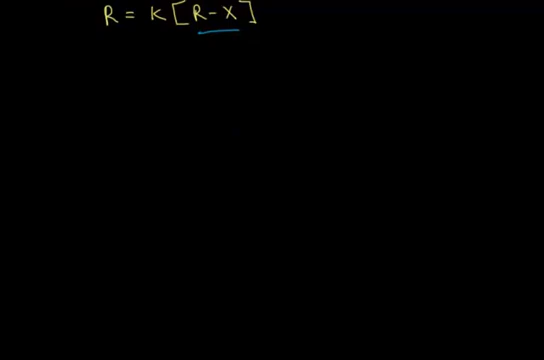 R = K [R-X]